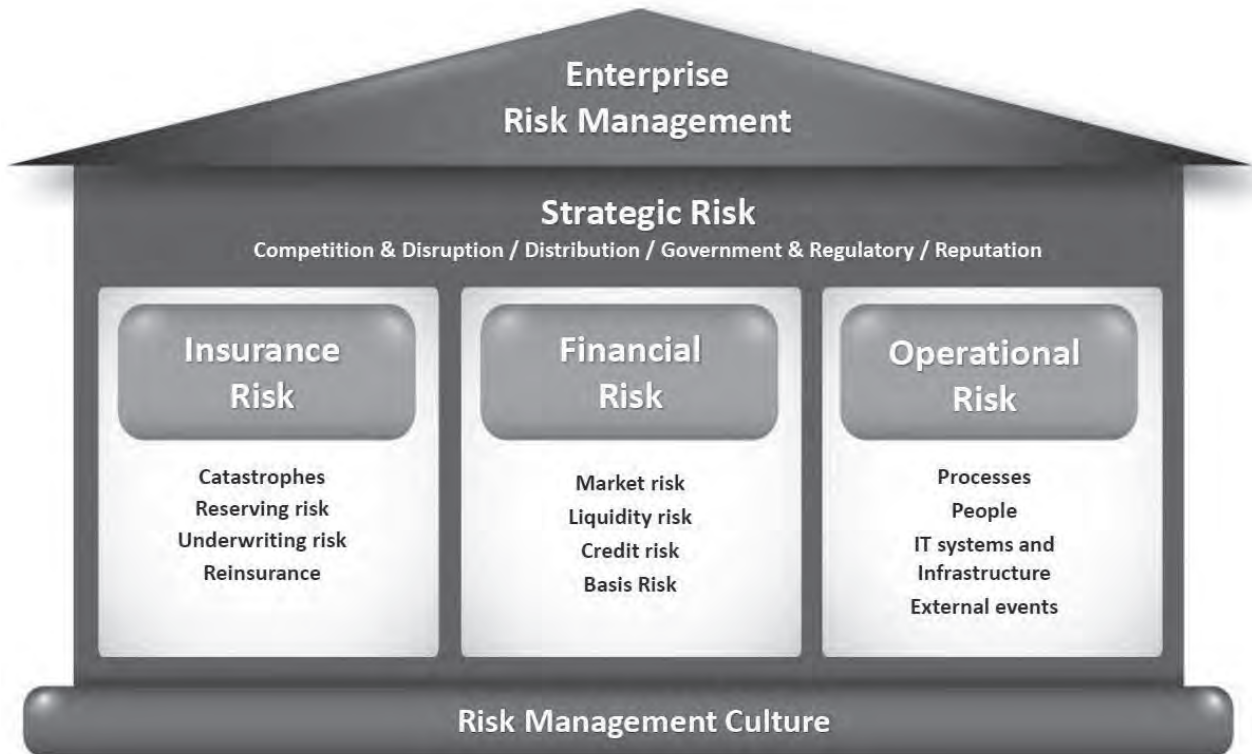 Enterprise
Risk Management
Strategic Risk
Competition & Disruption / Distribution / Government & Regulatory / Reputation
Insurance
Risk
Catastrophes
Reserving risk
Underwriting risk
Reinsurance
Financial
Risk
Market risk
Liquidity risk
Credit risk
Basis Risk
Operational
Risk
Processes
People
IT systems and
Infrastructure
External events
Risk Management Culture